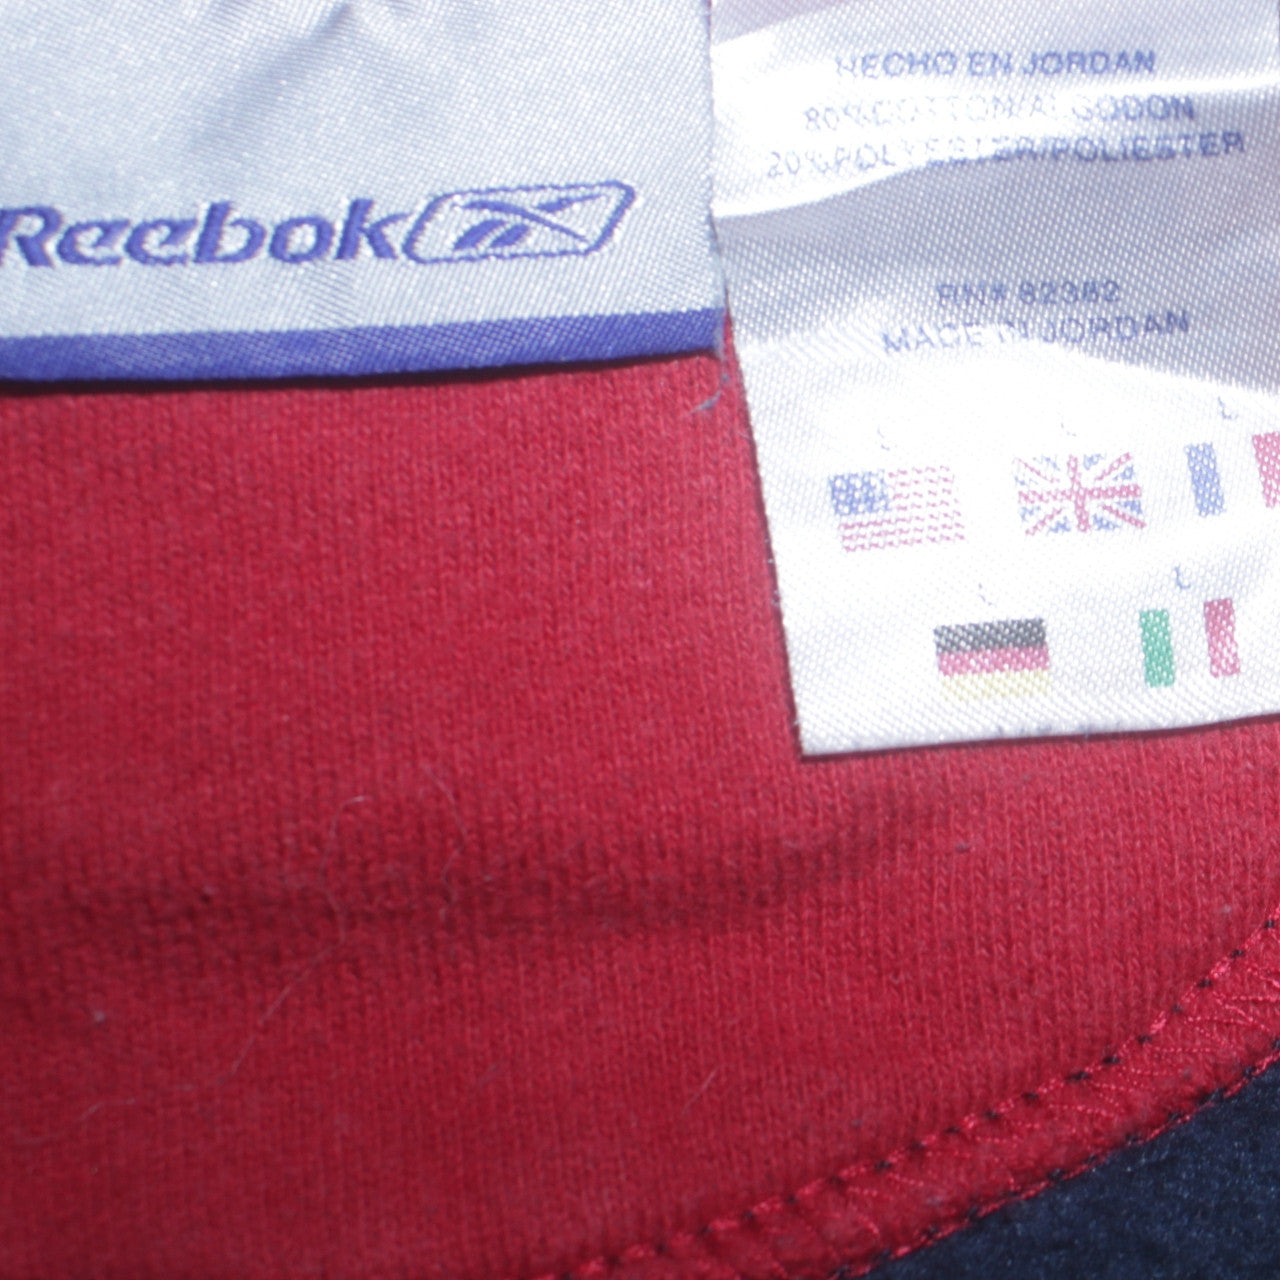 Reebok
HECHO EN JORDAN
80% COTTON/ALGODON
20% POLYESTER/POLIESTER
RN# 82382
MADE IN JORDAN
L
L
L